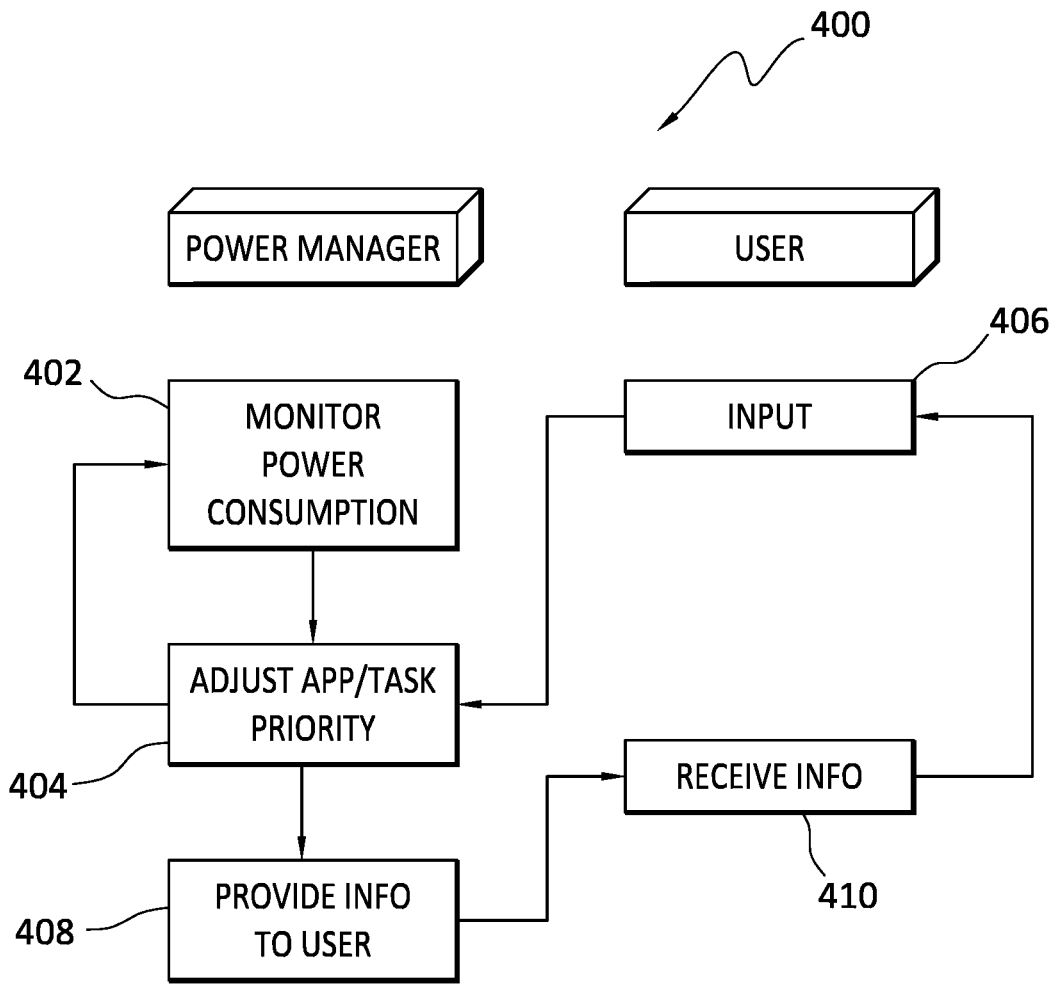 400
POWER MANAGER
USER
406
402
MONITOR
POWER
CONSUMPTION
INPUT
ADJUST APP/TASK
PRIORITY
404
RECEIVE INFO
410
PROVIDE INFO
TO USER
408